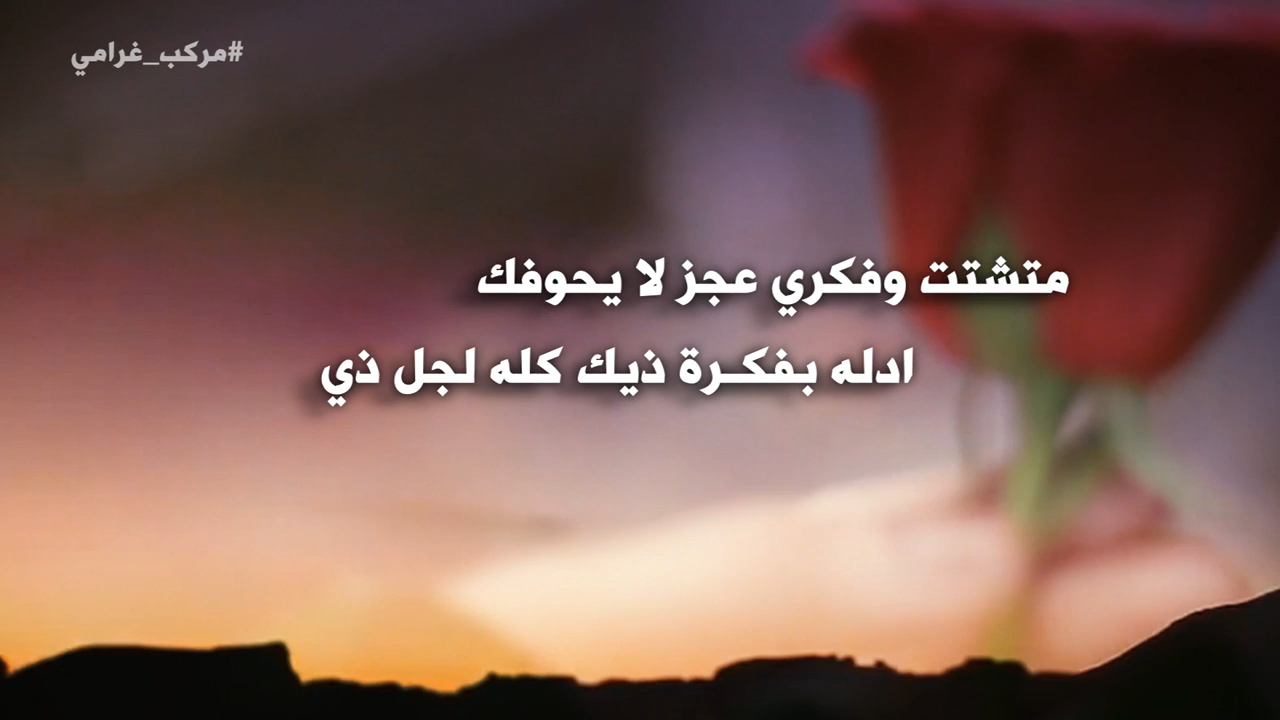 #مركب_غرامي
متشتت وفكري عجز لا يحوفك
ادله بفكـرة ذيك كله لجل ذي